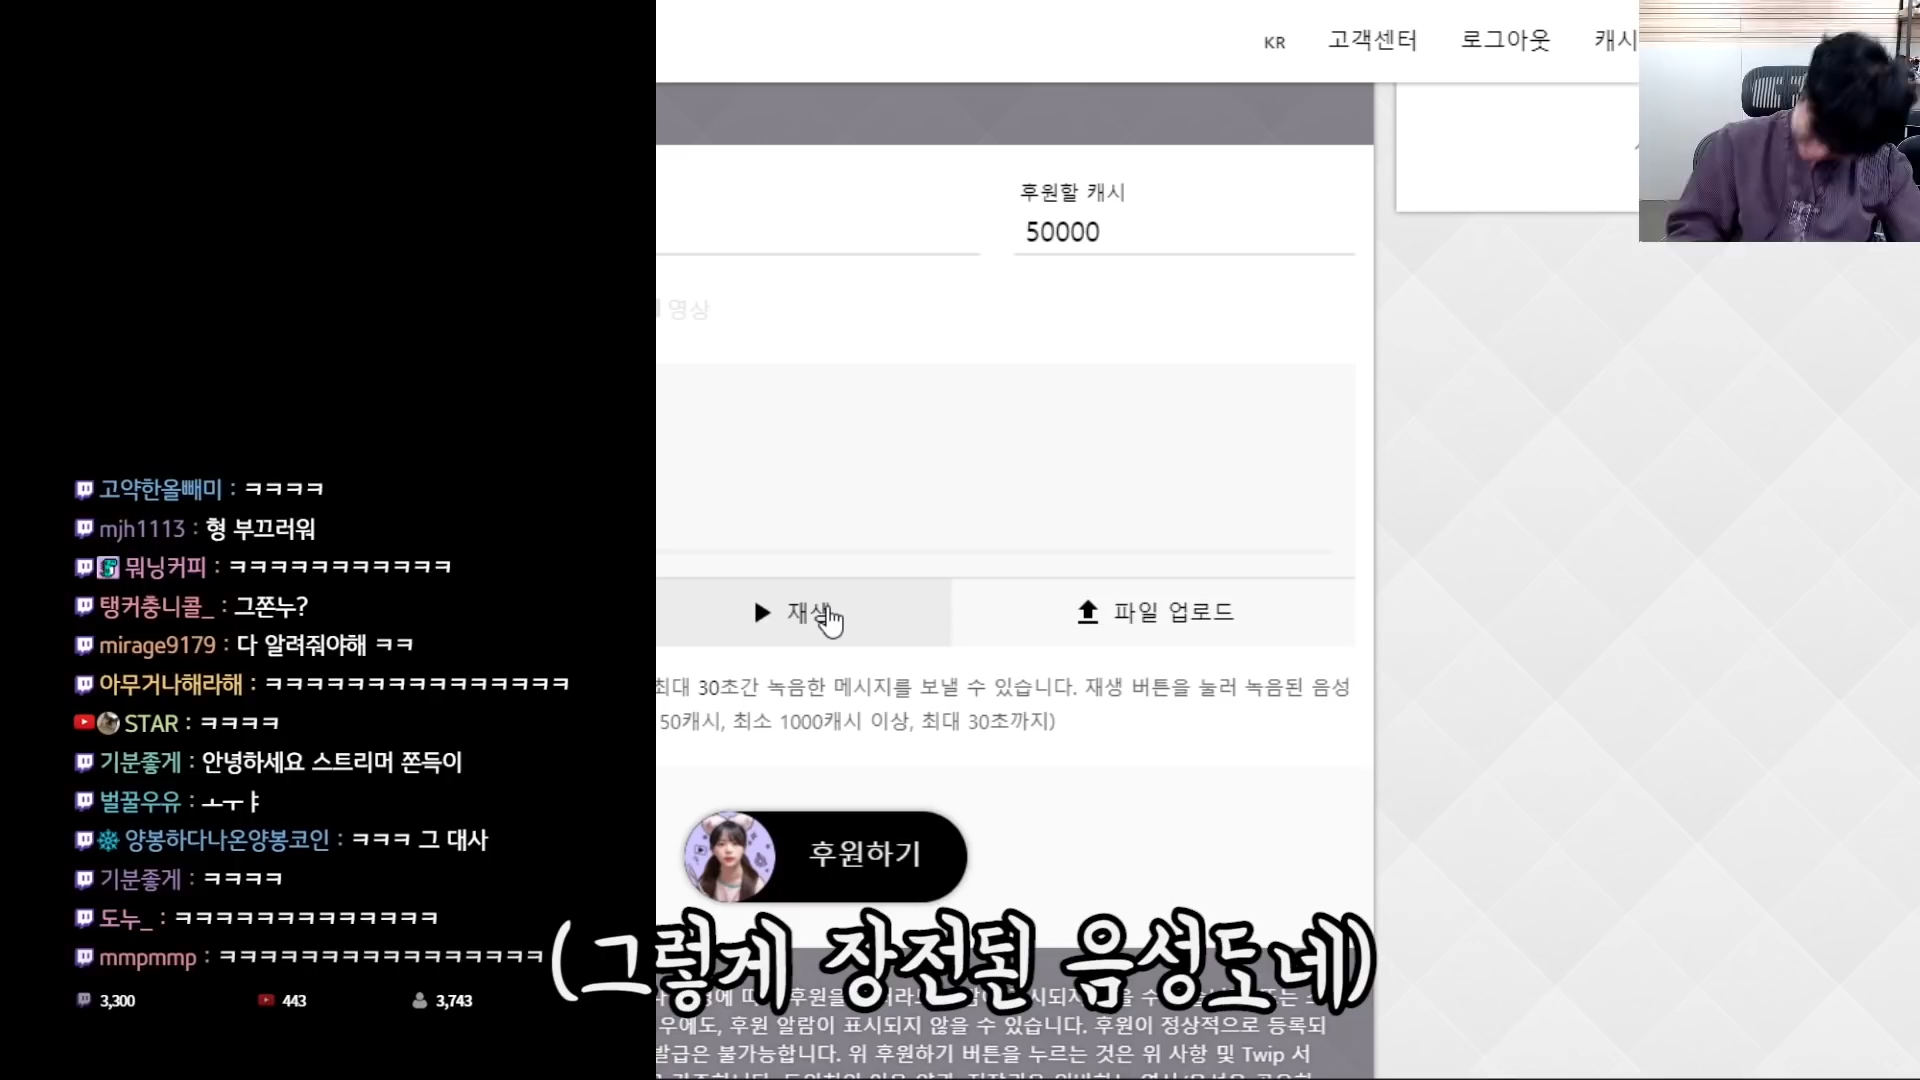 KR 고객센터 로그아웃 캐시
후원할 캐시
50000
영상
재생
파일 업로드
최대 30초간 녹음한 메시지를 보낼 수 있습니다. 재생 버튼을 눌러 녹음된 음성
50캐시, 최소 1000캐시 이상, 최대 30초까지)
후원하기
고약한올빼미 : ㅋㅋㅋㅋ
mjh1113 : 형 부끄러워
뭐닝커피 : ㅋㅋㅋㅋㅋㅋㅋㅋㅋㅋㅋ
탱커충니콜_ : 그쫀누?
mirage9179 : 다 알려줘야해 ㅋㅋ
아무거나해라해 : ㅋㅋㅋㅋㅋㅋㅋㅋㅋㅋㅋㅋㅋㅋㅋ
STAR : ㅋㅋㅋㅋ
기분좋게 : 안녕하세요 스트리머 쫀득이
벌꿀우유 : ㅗㅜㅑ
양봉하다나온양봉코인 : ㅋㅋㅋ 그 대사
기분좋게 : ㅋㅋㅋㅋ
도누_ : ㅋㅋㅋㅋㅋㅋㅋㅋㅋㅋㅋㅋㅋ
mmpmmp : ㅋㅋㅋㅋㅋㅋㅋㅋㅋㅋㅋㅋㅋㅋㅋㅋ
3,300 443 3,743
(그렇게 장전된 음성도네)
우에도, 후원 알람이 표시되지 않을 수 있습니다. 후원이 정상적으로 등록되
발급은 불가능합니다. 위 후원하기 버튼을 누르는 것은 위 사항 및 Twip 서